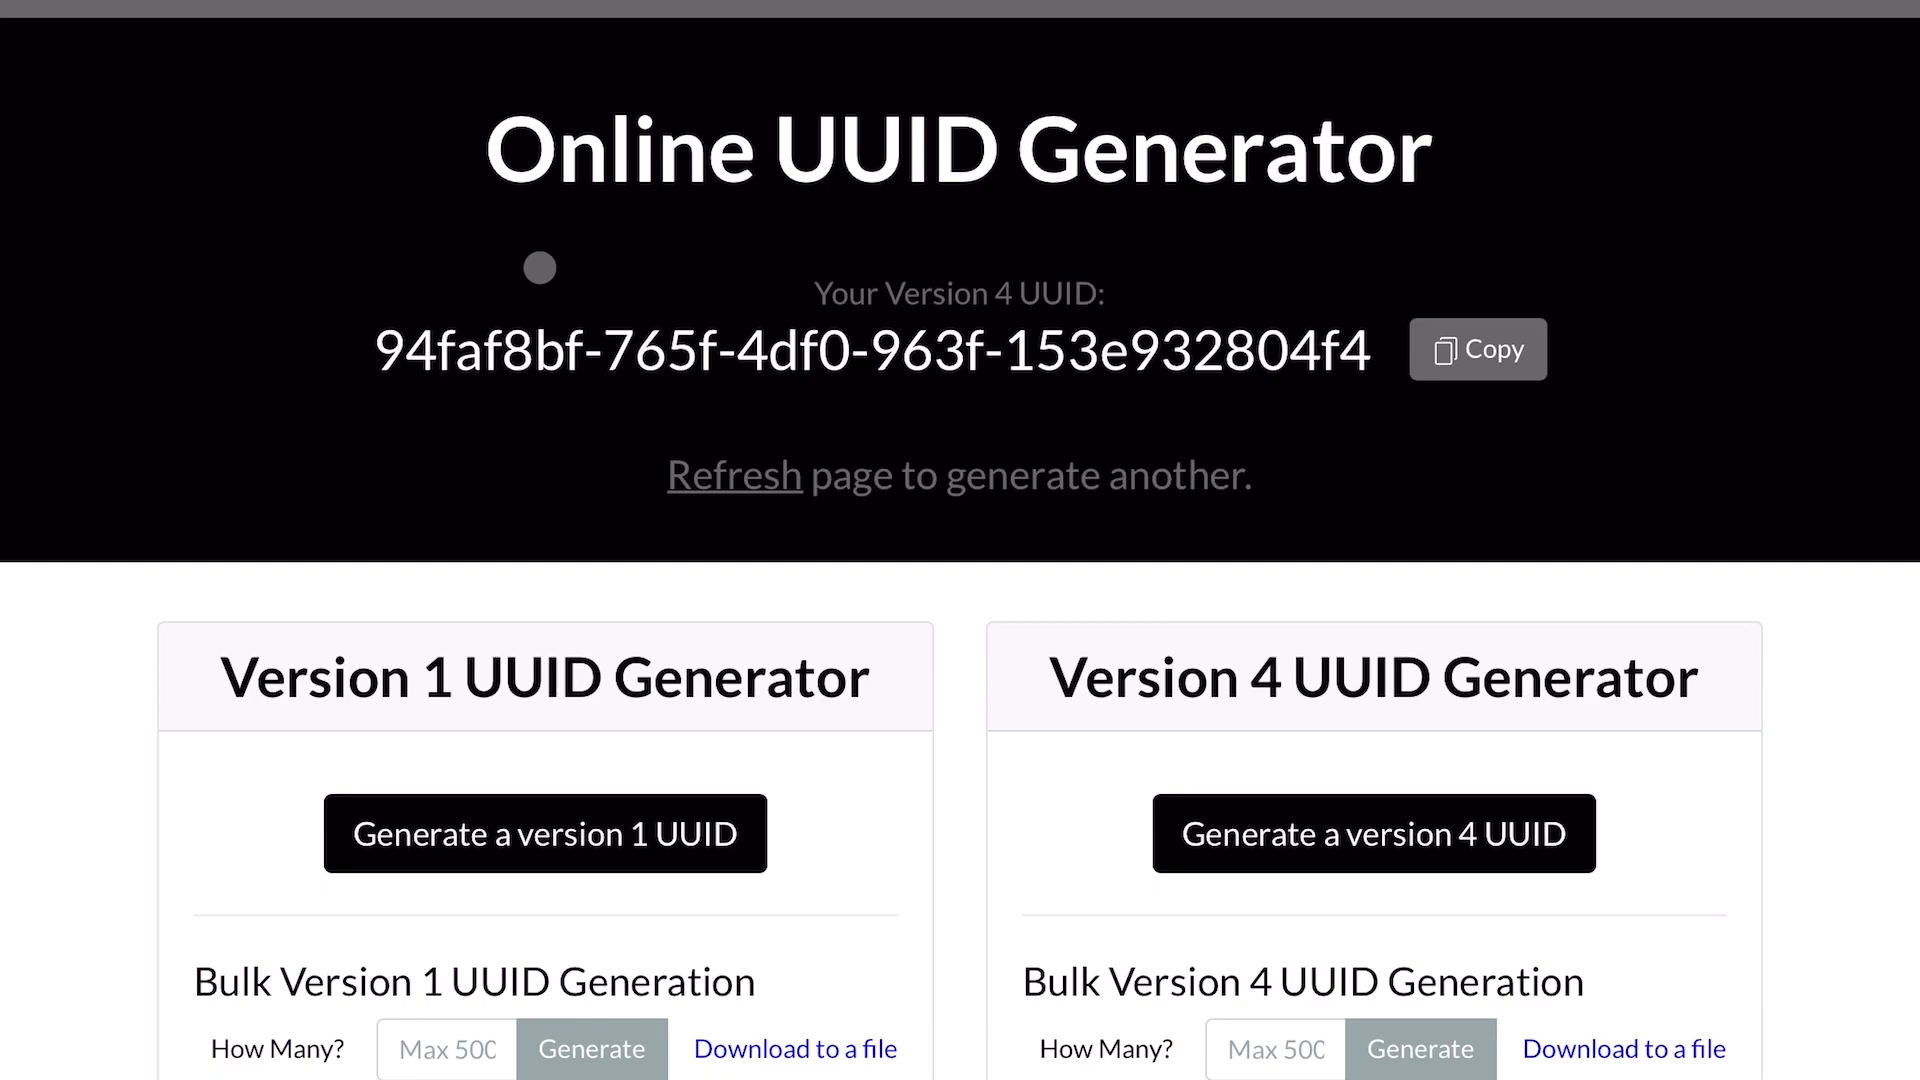 Online UUID Generator
Your Version 4 UUID:
94faf8bf-765f-4df0-963f-153e932804f4
Copy
Refresh page to generate another.
Version 1 UUID Generator
Generate a version 1 UUID
Bulk Version 1 UUID Generation
How Many? Max 500 Generate Download to a file
Version 4 UUID Generator
Generate a version 4 UUID
Bulk Version 4 UUID Generation
How Many? Max 500 Generate Download to a file